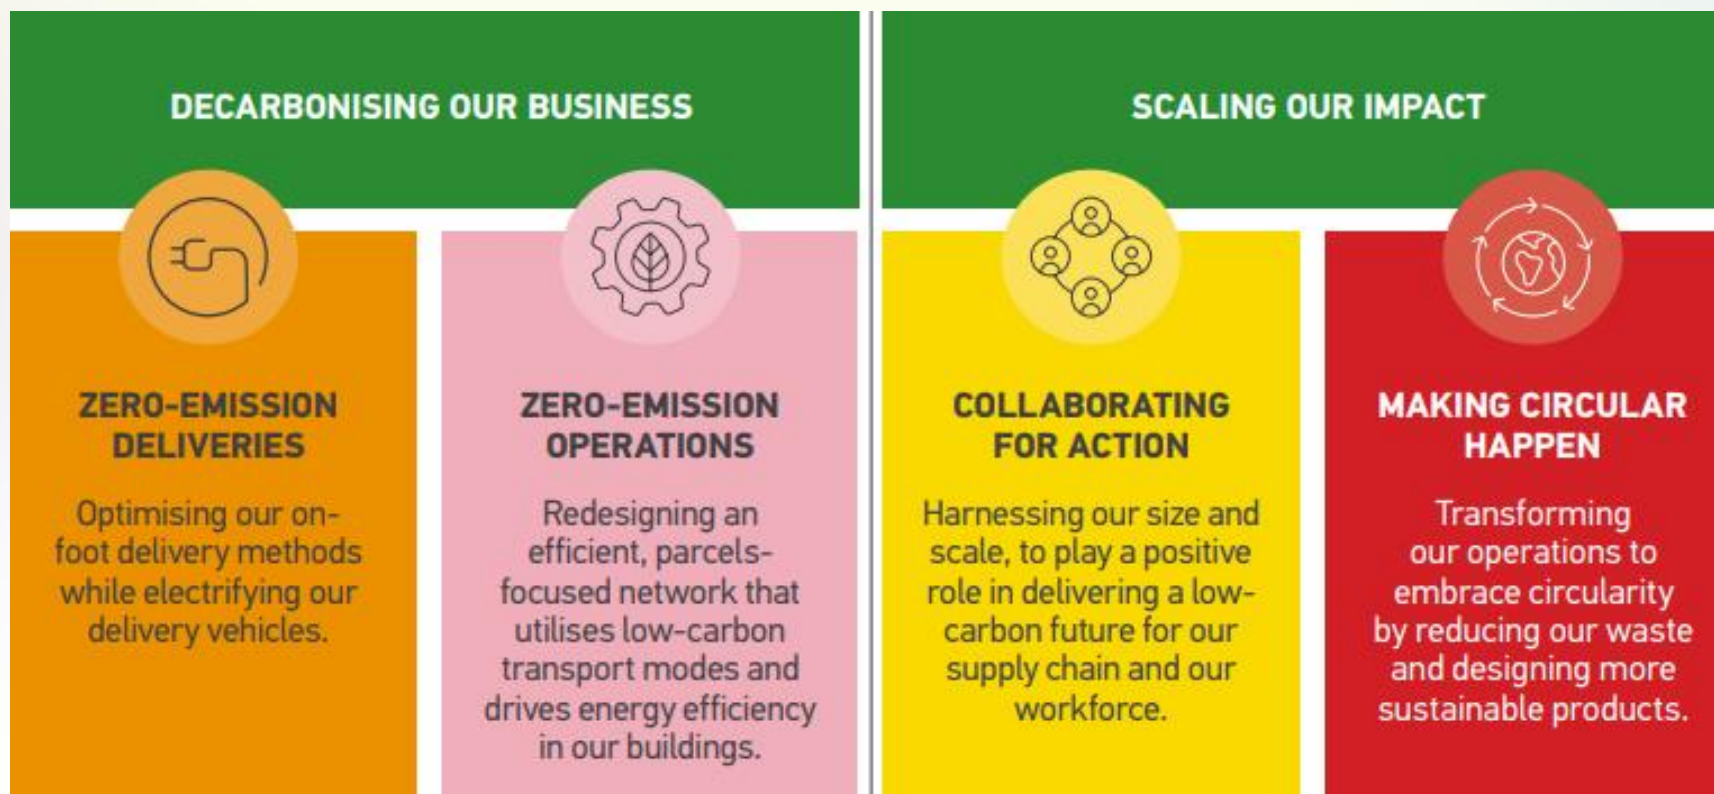 DECARBONISING OUR BUSINESS
ZERO-EMISSION
DELIVERIES
Optimising our on-
foot delivery methods
while electrifying our
delivery vehicles.
ZERO-EMISSION
OPERATIONS
Redesigning an
efficient, parcels-
focused network that
utilises low-carbon
transport modes and
drives energy efficiency
in our buildings.
SCALING OUR IMPACT
COLLABORATING
FOR ACTION
Harnessing our size and
scale, to play a positive
role in delivering a low-
carbon future for our
supply chain and our
workforce.
MAKING CIRCULAR
HAPPEN
Transforming
our operations to
embrace circularity
by reducing our waste
and designing more
sustainable products.